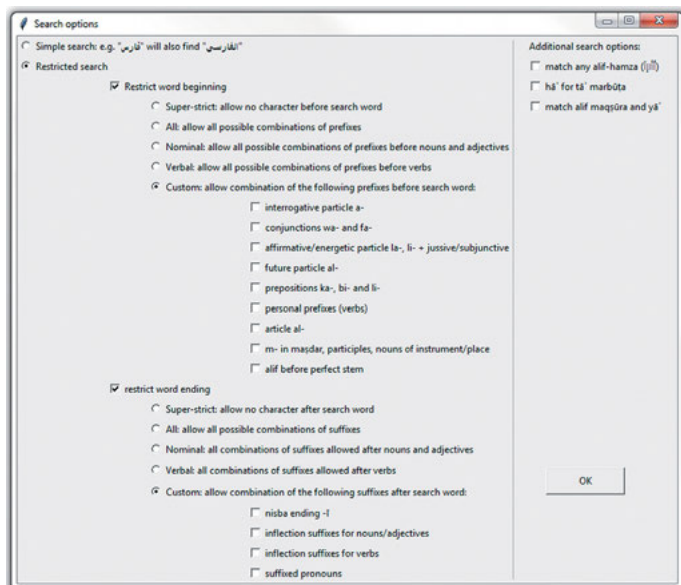 Search options
Simple search: e.g. "فارس" will also find "الفارسي"
Restricted search
Restrict word beginning
Super-strict: allow no character before search word
All: allow all possible combinations of prefixes
Nominal: allow all possible combinations of prefixes before nouns and adjectives
Verbal: allow all possible combinations of prefixes before verbs
Custom: allow combination of the following prefixes before search word:
interrogative particle a-
conjunctions wa- and fa-
affirmative/energetic particle la-, li- + jussive/subjunctive
future particle al-
prepositions ka-, bi- and li-
personal prefixes (verbs)
article al-
m- in maṣdar, participles, nouns of instrument/place
alif before perfect stem
restrict word ending
Super-strict: allow no character after search word
All: allow all possible combinations of suffixes
Nominal: all combinations of suffixes allowed after nouns and adjectives
Verbal: all combinations of suffixes allowed after verbs
Custom: allow combination of the following suffixes after search word:
nisba ending -ī
inflection suffixes for nouns/adjectives
inflection suffixes for verbs
suffixed pronouns
Additional search options:
match any alif-hamza
hāʾ for tāʾ marbūṭa
match alif maqṣūra and yāʾ
OK